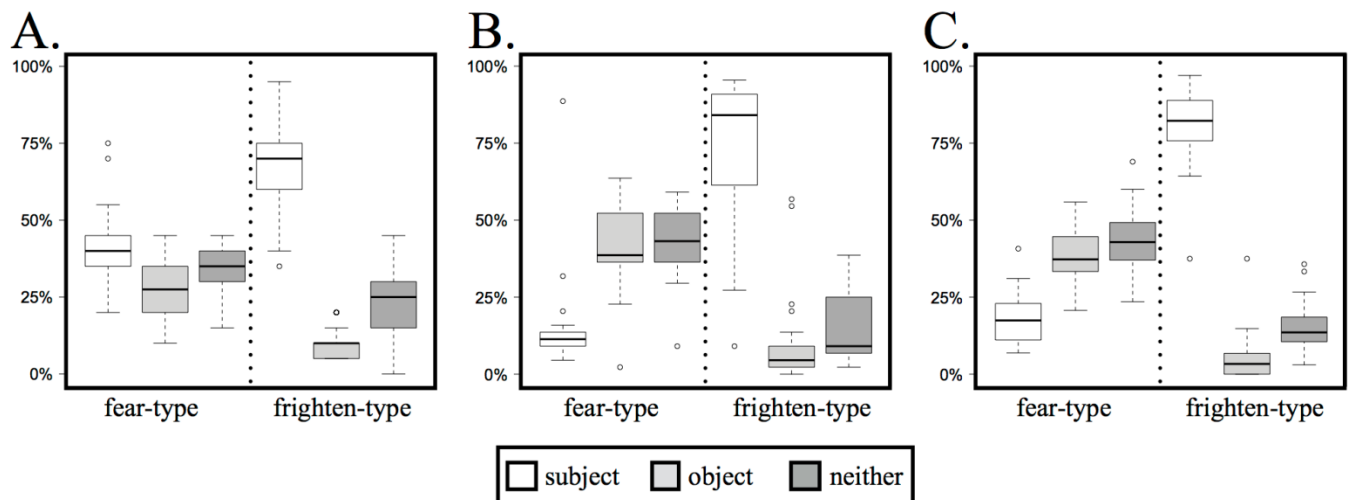 A.
100%
75%
50%
25%
0%
fear-type frighten-type
B.
100%
75%
50%
25%
0%
fear-type frighten-type
C.
100%
75%
50%
25%
0%
fear-type frighten-type
subject object neither